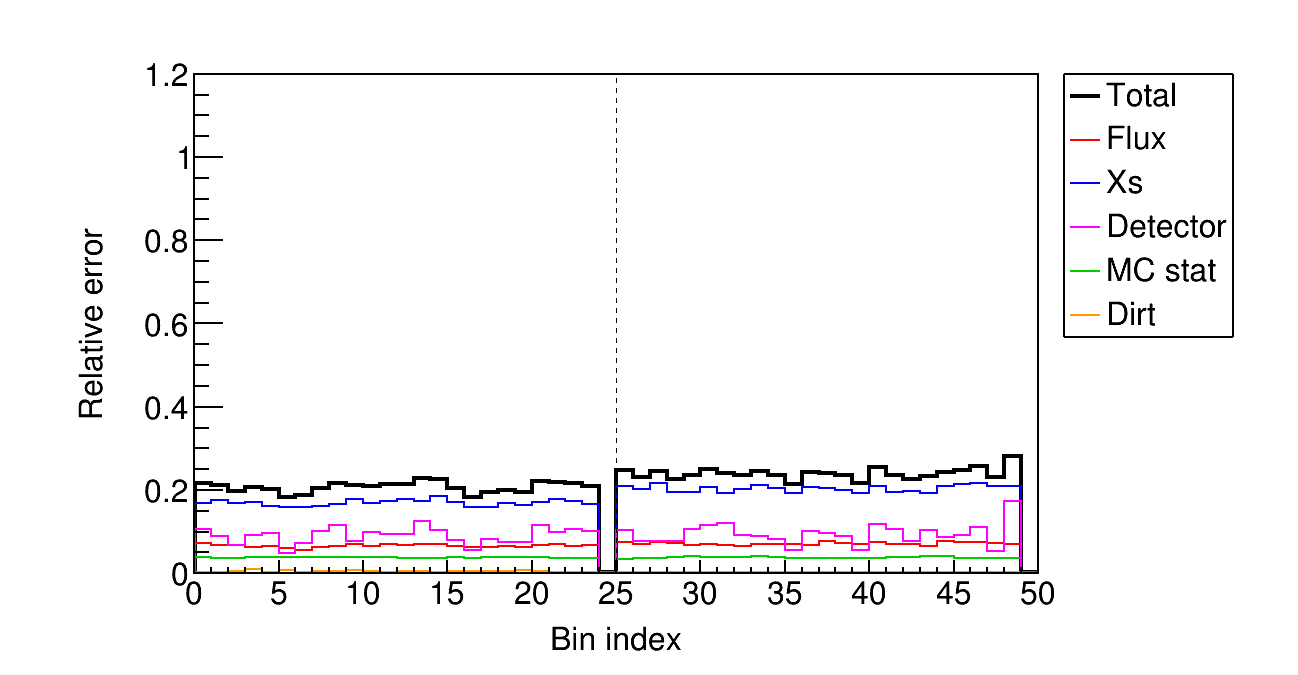 1.2
1
0.8
0.6
0.4
0.2
0
Relative error
0 5 10 15 20 25 30 35 40 45 50
Bin index
Total
Flux
Xs
Detector
MC stat
Dirt